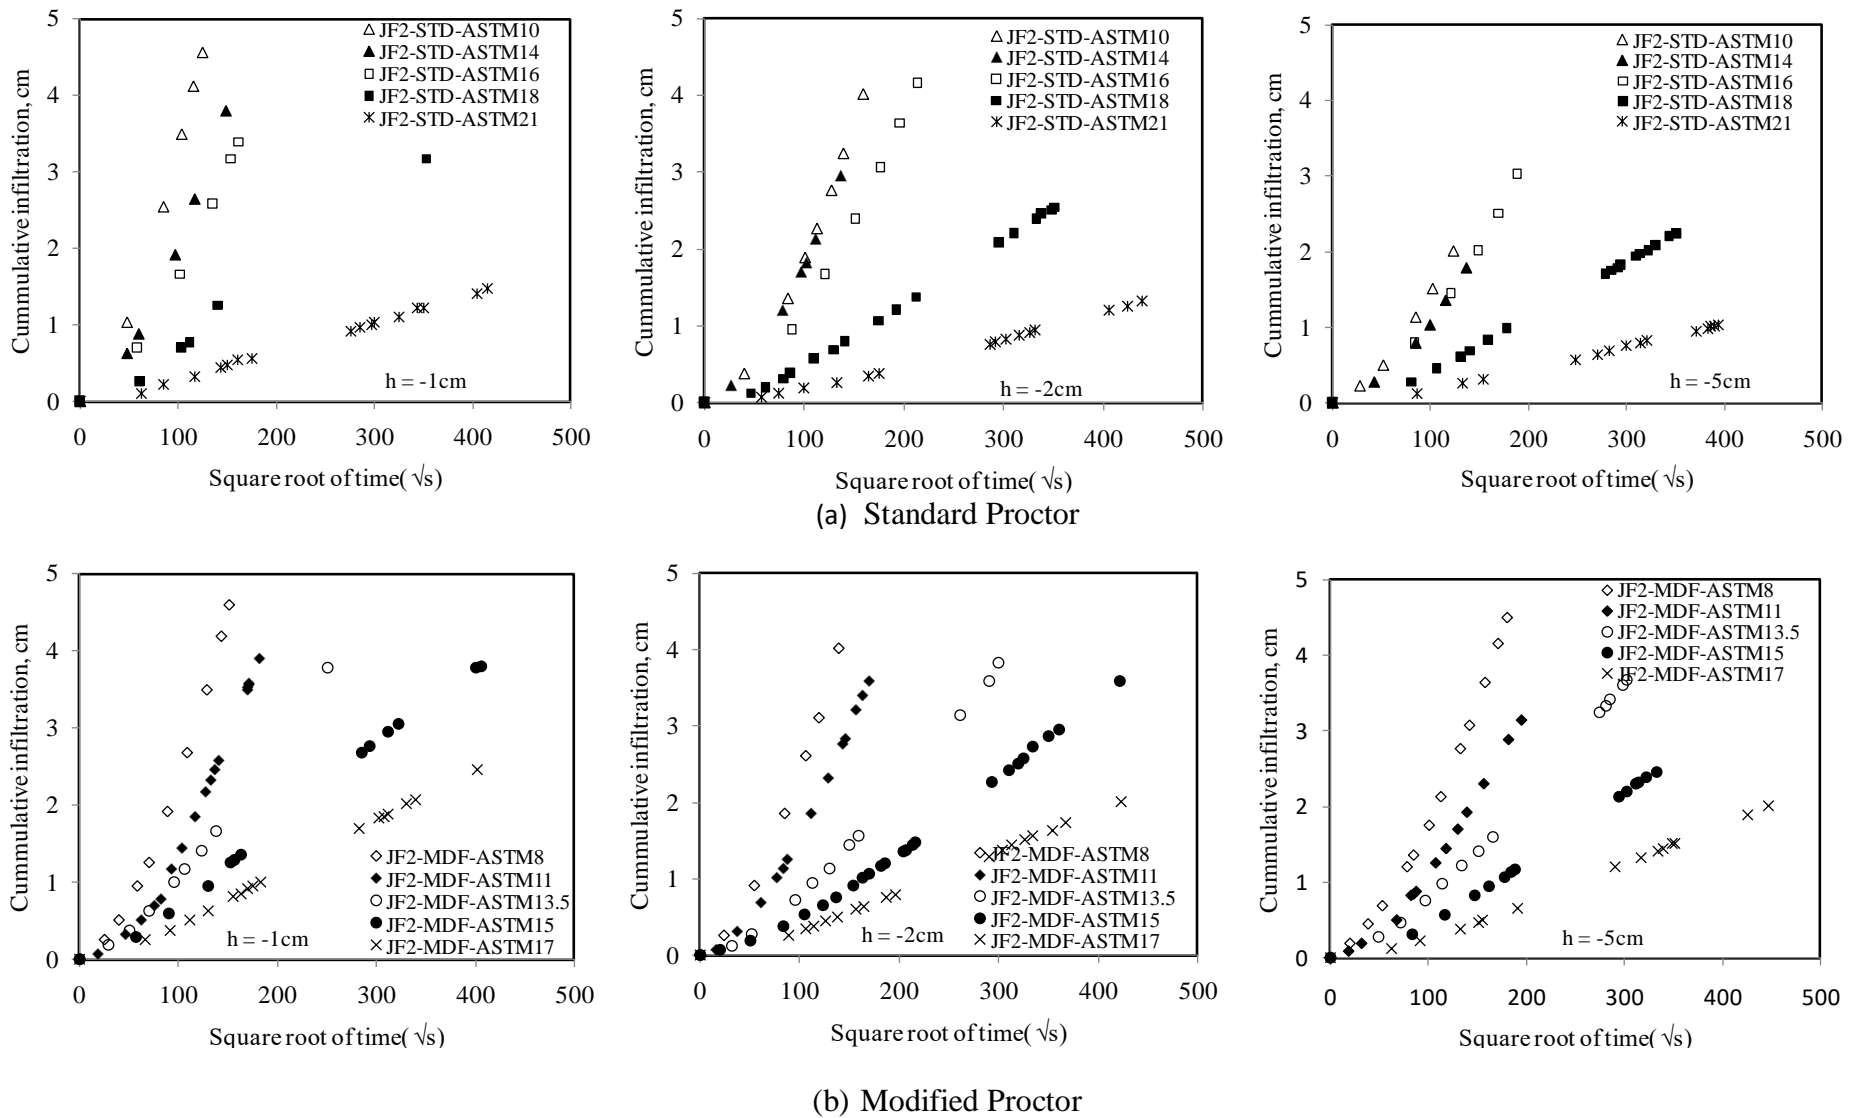 5
4
3
2
1
0
0 100 200 300 400 500
Cummulative infiltration, cm
Square root of time( √s)
JF2-STD-ASTM10
JF2-STD-ASTM14
JF2-STD-ASTM16
JF2-STD-ASTM18
JF2-STD-ASTM21
h = -1cm
5
4
3
2
1
0
0 100 200 300 400 500
Cummulative infiltration, cm
Square root of time( √s)
JF2-STD-ASTM10
JF2-STD-ASTM14
JF2-STD-ASTM16
JF2-STD-ASTM18
JF2-STD-ASTM21
h = -2cm
5
4
3
2
1
0
0 100 200 300 400 500
Cummulative infiltration, cm
Square root of time( √s)
JF2-STD-ASTM10
JF2-STD-ASTM14
JF2-STD-ASTM16
JF2-STD-ASTM18
JF2-STD-ASTM21
h = -5cm
(a) Standard Proctor
5
4
3
2
1
0
0 100 200 300 400 500
Cummulative infiltration, cm
Square root of time( √s)
JF2-MDF-ASTM8
JF2-MDF-ASTM11
JF2-MDF-ASTM13.5
JF2-MDF-ASTM15
JF2-MDF-ASTM17
h = -1cm
5
4
3
2
1
0
0 100 200 300 400 500
Cummulative infiltration, cm
Square root of time( √s)
JF2-MDF-ASTM8
JF2-MDF-ASTM11
JF2-MDF-ASTM13.5
JF2-MDF-ASTM15
JF2-MDF-ASTM17
h = -2cm
5
4
3
2
1
0
0 100 200 300 400 500
Cummulative infiltration, cm
Square root of time( √s)
JF2-MDF-ASTM8
JF2-MDF-ASTM11
JF2-MDF-ASTM13.5
JF2-MDF-ASTM15
JF2-MDF-ASTM17
h = -5cm
(b) Modified Proctor